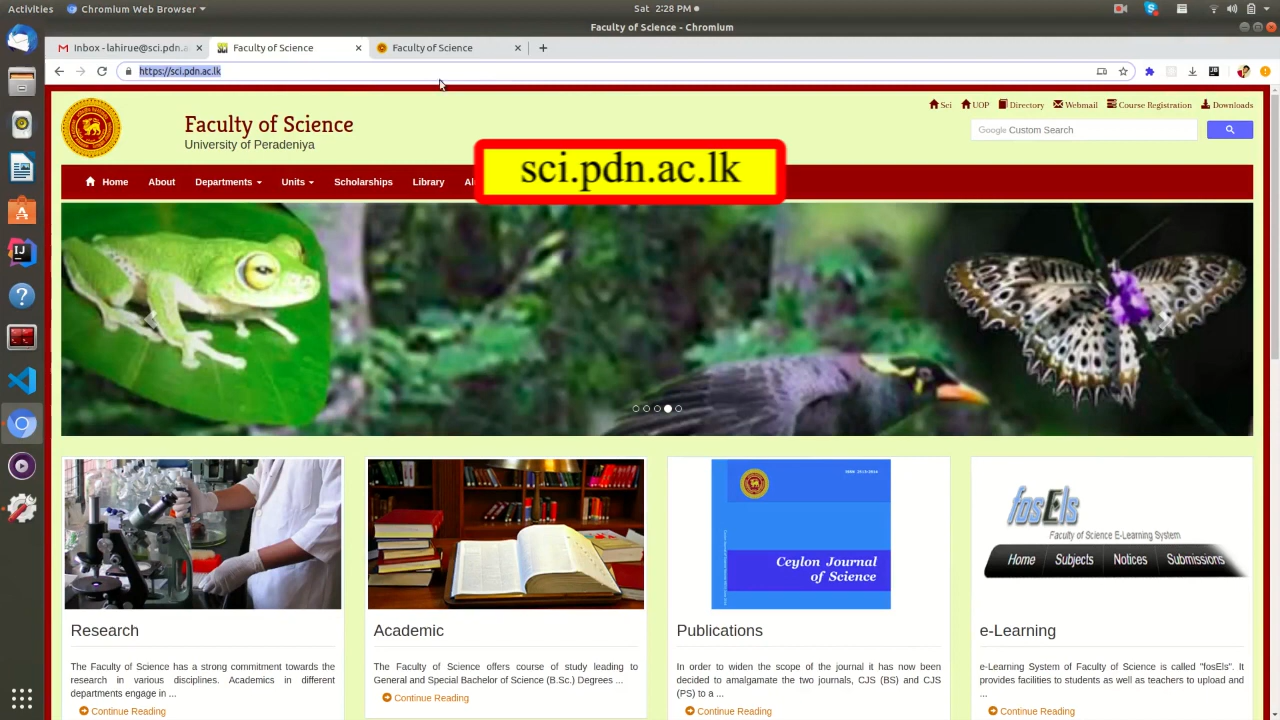 Activities
Chromium Web Browser
Sat 2:28 PM
Faculty of Science - Chromium
Inbox - lahirue@sci.pdn.a
Faculty of Science
Faculty of Science
https://sci.pdn.ac.lk
Sci
UOP
Directory
Webmail
Course Registration
Downloads
Faculty of Science
University of Peradeniya
Google Custom Search
Home
About
Departments
Units
Scholarships
Library
Al
sci.pdn.ac.lk
Ceylon Journal
of Science
fosEls
Faculty of Science E-Learning System
Home
Subjects
Notices
Submissions
Research
The Faculty of Science has a strong commitment towards the
research in various disciplines. Academics in different
departments engage in ...
Continue Reading
Academic
The Faculty of Science offers course of study leading to
General and Special Bachelor of Science (B.Sc.) Degrees ...
Continue Reading
Publications
In order to widen the scope of the journal it has now been
decided to amalgamate the two journals, CJS (BS) and CJS
(PS) to a ...
Continue Reading
e-Learning
e-Learning System of Faculty of Science is called "fosEls". It
provides facilities to students as well as teachers to upload and
...
Continue Reading